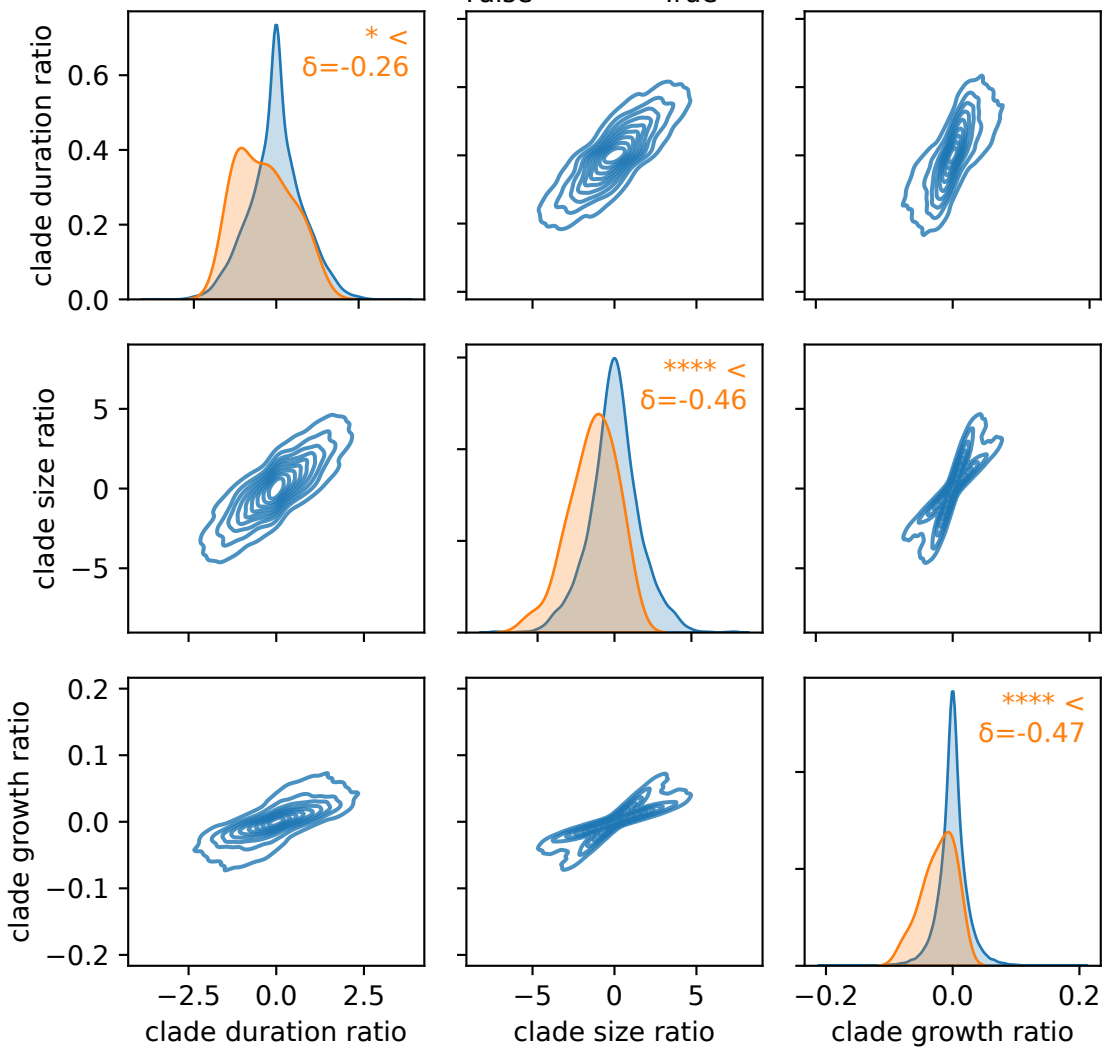 False True
clade duration ratio
0.6
0.4
0.2
0.0
* <
δ=-0.26
clade size ratio
5
0
−5
**** <
δ=-0.46
clade growth ratio
0.2
0.1
0.0
−0.1
−0.2
**** <
δ=-0.47
−2.5 0.0 2.5 −5 0 5 −0.2 0.0 0.2
clade duration ratio clade size ratio clade growth ratio